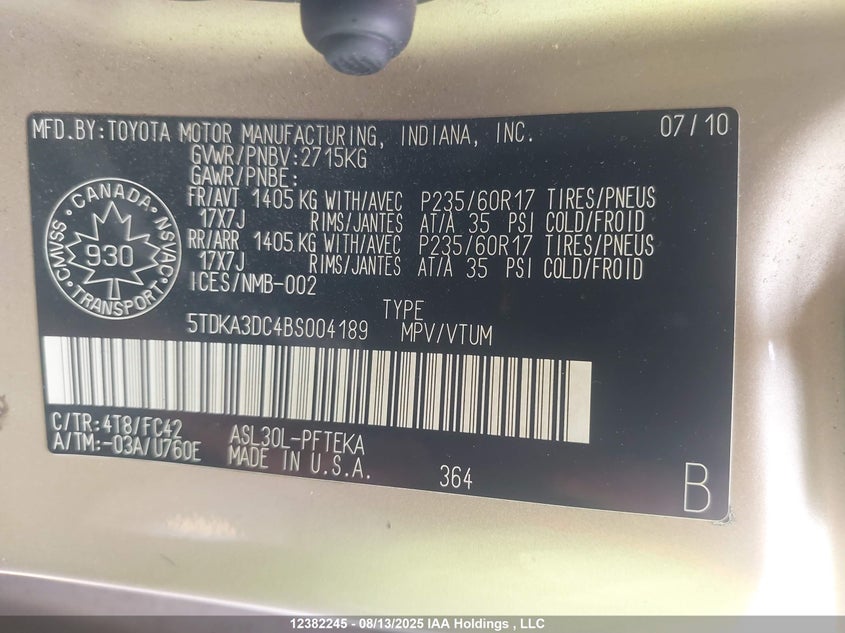 MFD.BY:TOYOTA MOTOR MANUFACTURING, INDIANA, INC. 07/10
GVWR/PNBV:2715KG
GAWR/PNBE:
FR/AVT 1405 KG WITH/AVEC P235/60R17 TIRES/PNEUS
17X7J RIMS/JANTES AT/A 35 PSI COLD/FROID
RR/ARR 1405 KG WITH/AVEC P235/60R17 TIRES/PNEUS
17X7J RIMS/JANTES AT/A 35 PSI COLD/FROID
ICES/NMB-002
CANADA
CMVSS NSVAC
930
TRANSPORT
TYPE
5TDKA3DC4BS004189 MPV/VTUM
C/TR:4T8/FC42 ASL30L-PFTEKA
A/TM:-03A/U760E MADE IN U.S.A.
364
B
12382245 - 08/13/2025 IAA Holdings , LLC